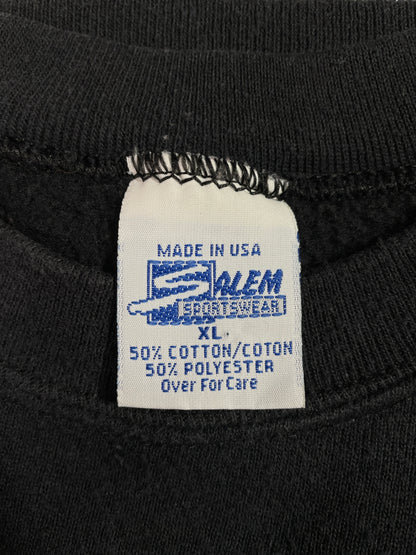 MADE IN USA
SALEM
SPORTSWEAR
XL
50% COTTON/COTON
50% POLYESTER
Over For Care